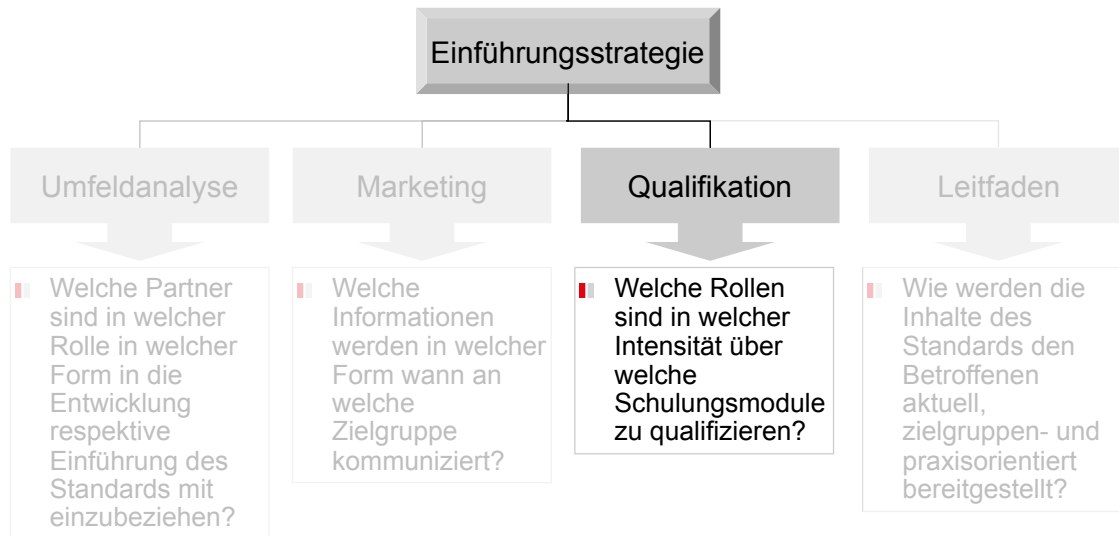 Einführungsstrategie
Umfeldanalyse
Welche Partner
sind in welcher
Rolle in welcher
Form in die
Entwicklung
respektive
Einführung des
Standards mit
einzubeziehen?
Marketing
Welche
Informationen
werden in welcher
Form wann an
welche
Zielgruppe
kommuniziert?
Qualifikation
Welche Rollen
sind in welcher
Intensität über
welche
Schulungsmodule
zu qualifizieren?
Leitfaden
Wie werden die
Inhalte des
Standards den
Betroffenen
aktuell,
zielgruppen- und
praxisorientiert
bereitgestellt?